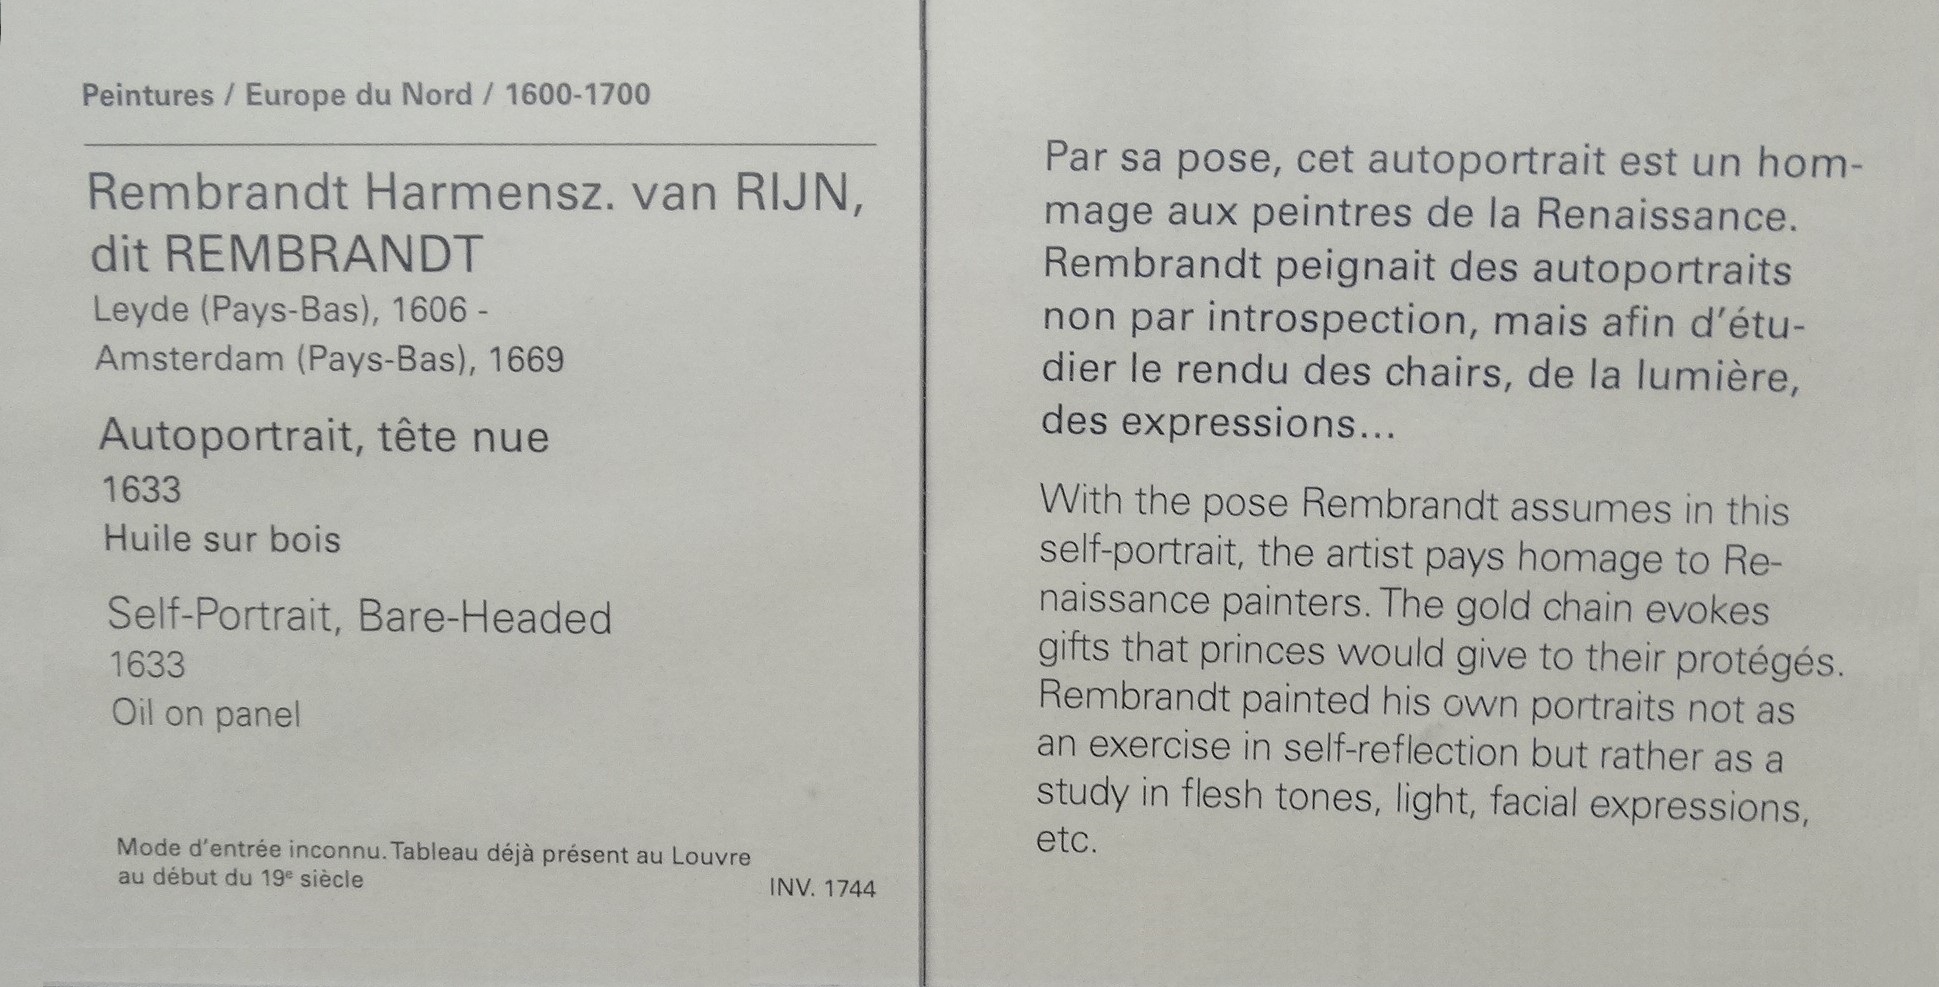 Peintures / Europe du Nord / 1600-1700
Rembrandt Harmensz. van RIJN,
dit REMBRANDT
Leyde (Pays-Bas), 1606 -
Amsterdam (Pays-Bas), 1669
Autoportrait, tête nue
1633
Huile sur bois
Self-Portrait, Bare-Headed
1633
Oil on panel
Mode d'entrée inconnu. Tableau déjà présent au Louvre
au début du 19e siècle
INV. 1744
Par sa pose, cet autoportrait est un hom-
mage aux peintres de la Renaissance.
Rembrandt peignait des autoportraits
non par introspection, mais afin d'étu-
dier le rendu des chairs, de la lumière,
des expressions...
With the pose Rembrandt assumes in this
self-portrait, the artist pays homage to Re-
naissance painters. The gold chain evokes
gifts that princes would give to their protégés.
Rembrandt painted his own portraits not as
an exercise in self-reflection but rather as a
study in flesh tones, light, facial expressions,
etc.